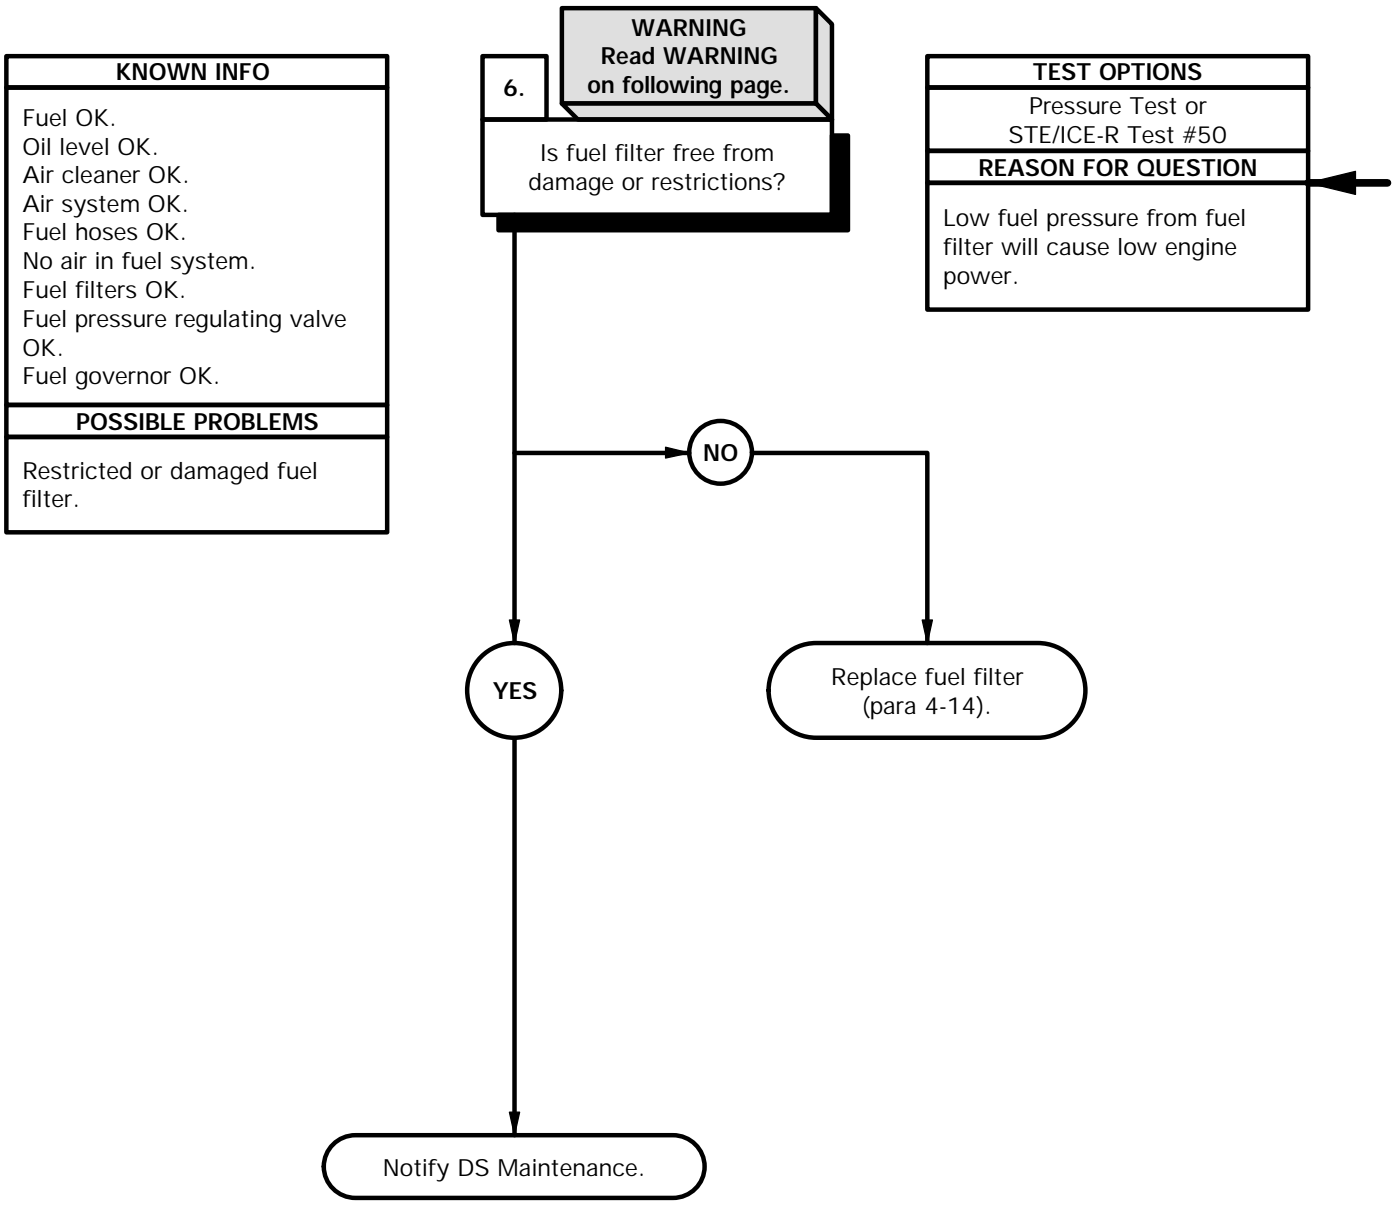 KNOWN INFO
Fuel OK.
Oil level OK.
Air cleaner OK.
Air system OK.
Fuel hoses OK.
No air in fuel system.
Fuel filters OK.
Fuel pressure regulating valve
OK.
Fuel governor OK.
POSSIBLE PROBLEMS
Restricted or damaged fuel
filter.
WARNING
Read WARNING
on following page.
6.
Is fuel filter free from
damage or restrictions?
TEST OPTIONS
Pressure Test or
STE/ICE-R Test #50
REASON FOR QUESTION
Low fuel pressure from fuel
filter will cause low engine
power.
NO
YES
Replace fuel filter
(para 4-14).
Notify DS Maintenance.